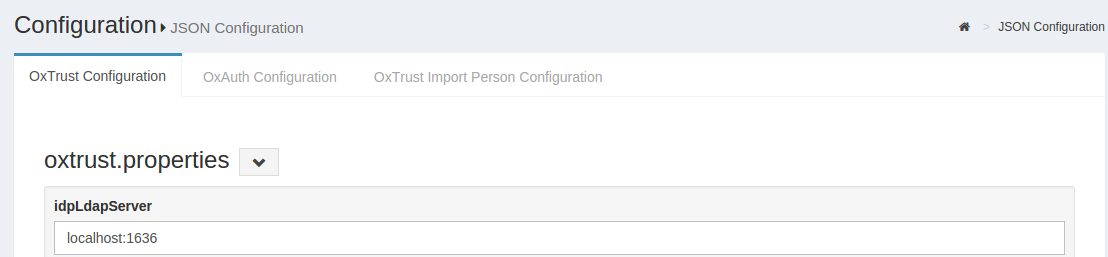 Configuration JSON Configuration
> JSON Configuration
OxTrust Configuration OxAuth Configuration OxTrust Import Person Configuration
oxtrust.properties
idpLdapServer
localhost:1636